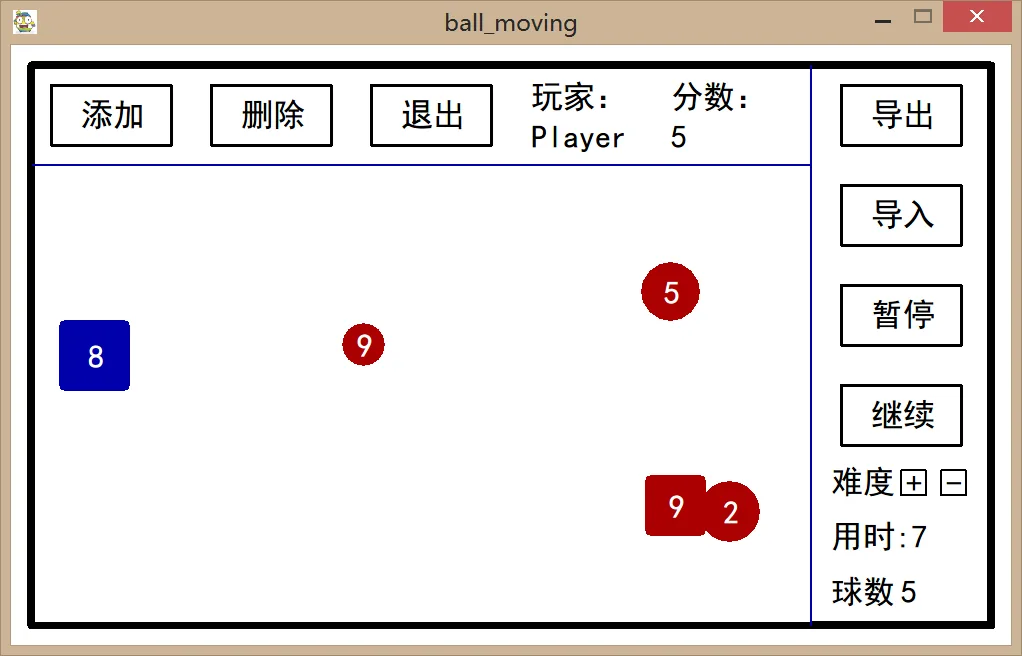 ball_moving
添加 删除 退出
玩家: 分数:
Player 5
导出
导入
暂停
继续
难度 + −
用时:7
球数 5
5
9
8
9 2